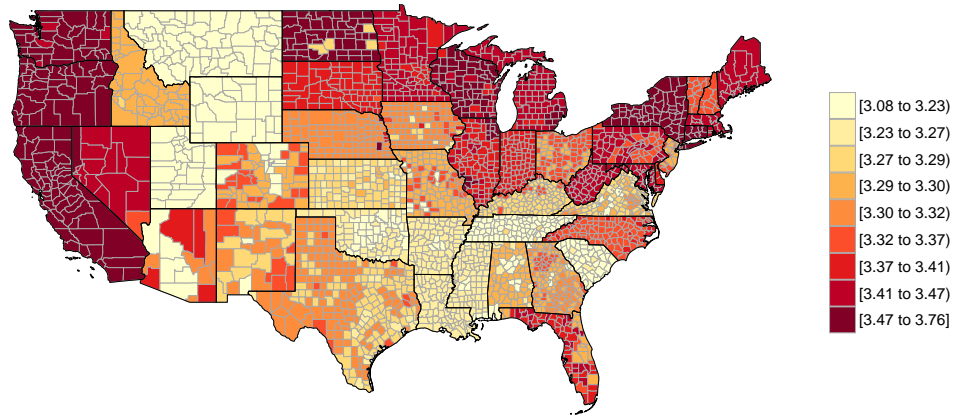 [3.08 to 3.23)
[3.23 to 3.27)
[3.27 to 3.29)
[3.29 to 3.30)
[3.30 to 3.32)
[3.32 to 3.37)
[3.37 to 3.41)
[3.41 to 3.47)
[3.47 to 3.76]